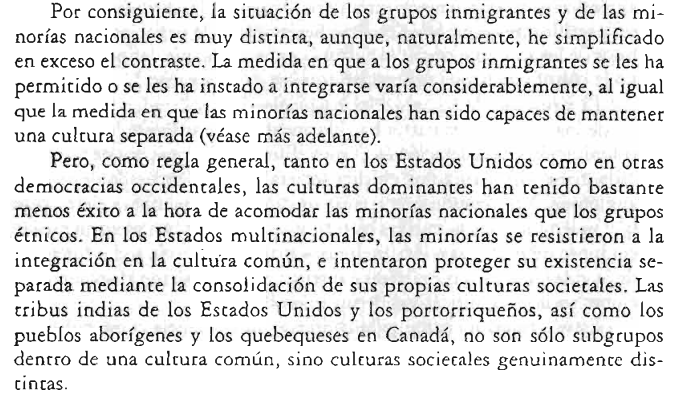 Por consiguiente, la situación de los grupos inmigrantes y de las mi-
norías nacionales es muy distinta, aunque, naturalmente, he simplificado
en exceso el contraste. La medida en que a los grupos inmigrantes se les ha
permitido o se les ha instado a integrarse varía considerablemente, al igual
que la medida en que las minorías nacionales han sido capaces de mantener
una cultura separada (véase más adelante).
Pero, como regla general, tanto en los Estados Unidos como en otras
democracias occidentales, las culturas dominantes han tenido bastante
menos éxito a la hora de acomodar las minorías nacionales que los grupos
étnicos. En los Estados multinacionales, las minorías se resistieron a la
integración en la cultura común, e intentaron proteger su existencia se-
parada mediante la consolidación de sus propias culturas societales. Las
tribus indias de los Estados Unidos y los portorriqueños, así como los
pueblos aborígenes y los quebequeses en Canadá, no son sólo subgrupos
dentro de una cultura común, sino culturas societales genuinamente dis-
tintas.